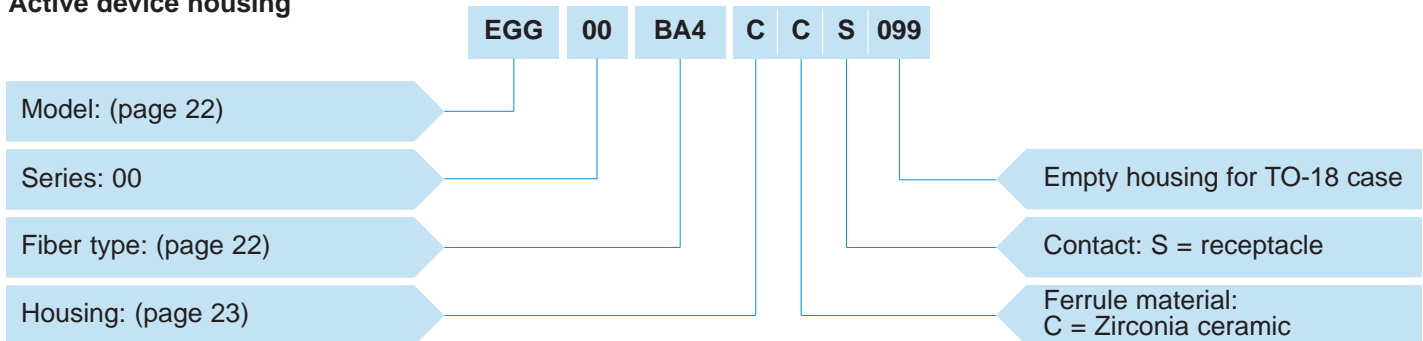 Active device housing
EGG 00 BA4 C C S 099
Model: (page 22)
Series: 00
Fiber type: (page 22)
Housing: (page 23)
Empty housing for TO-18 case
Contact: S = receptacle
Ferrule material:
C = Zirconia ceramic